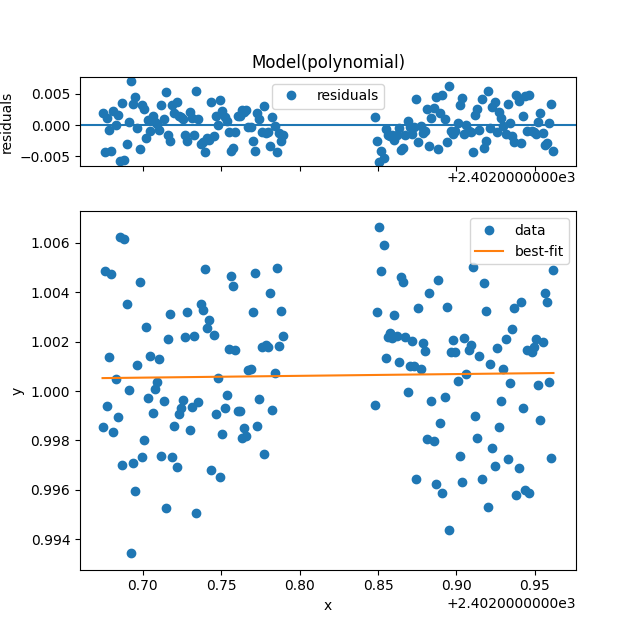 Model(polynomial)
residuals
0.005
0.000
−0.005
residuals
+2.4020000000e3
y
1.006
1.004
1.002
1.000
0.998
0.996
0.994
data
best-fit
0.70
0.75
0.80
0.85
0.90
0.95
x
+2.4020000000e3